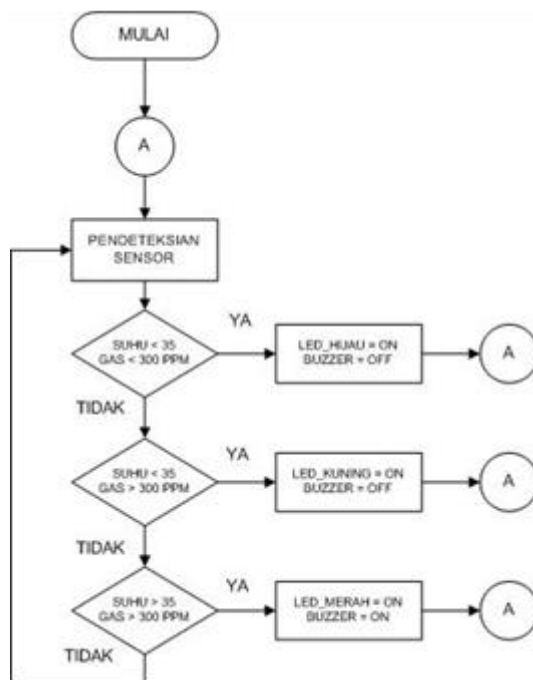 MULAI
A
PENDETEKSIAN
SENSOR
SUHU < 35
GAS < 300 PPM
YA
LED_HIJAU = ON
BUZZER = OFF
A
TIDAK
SUHU < 35
GAS > 300 PPM
YA
LED_KUNING = ON
BUZZER = OFF
A
TIDAK
SUHU > 35
GAS > 300 PPM
YA
LED_MERAH = ON
BUZZER = ON
A
TIDAK